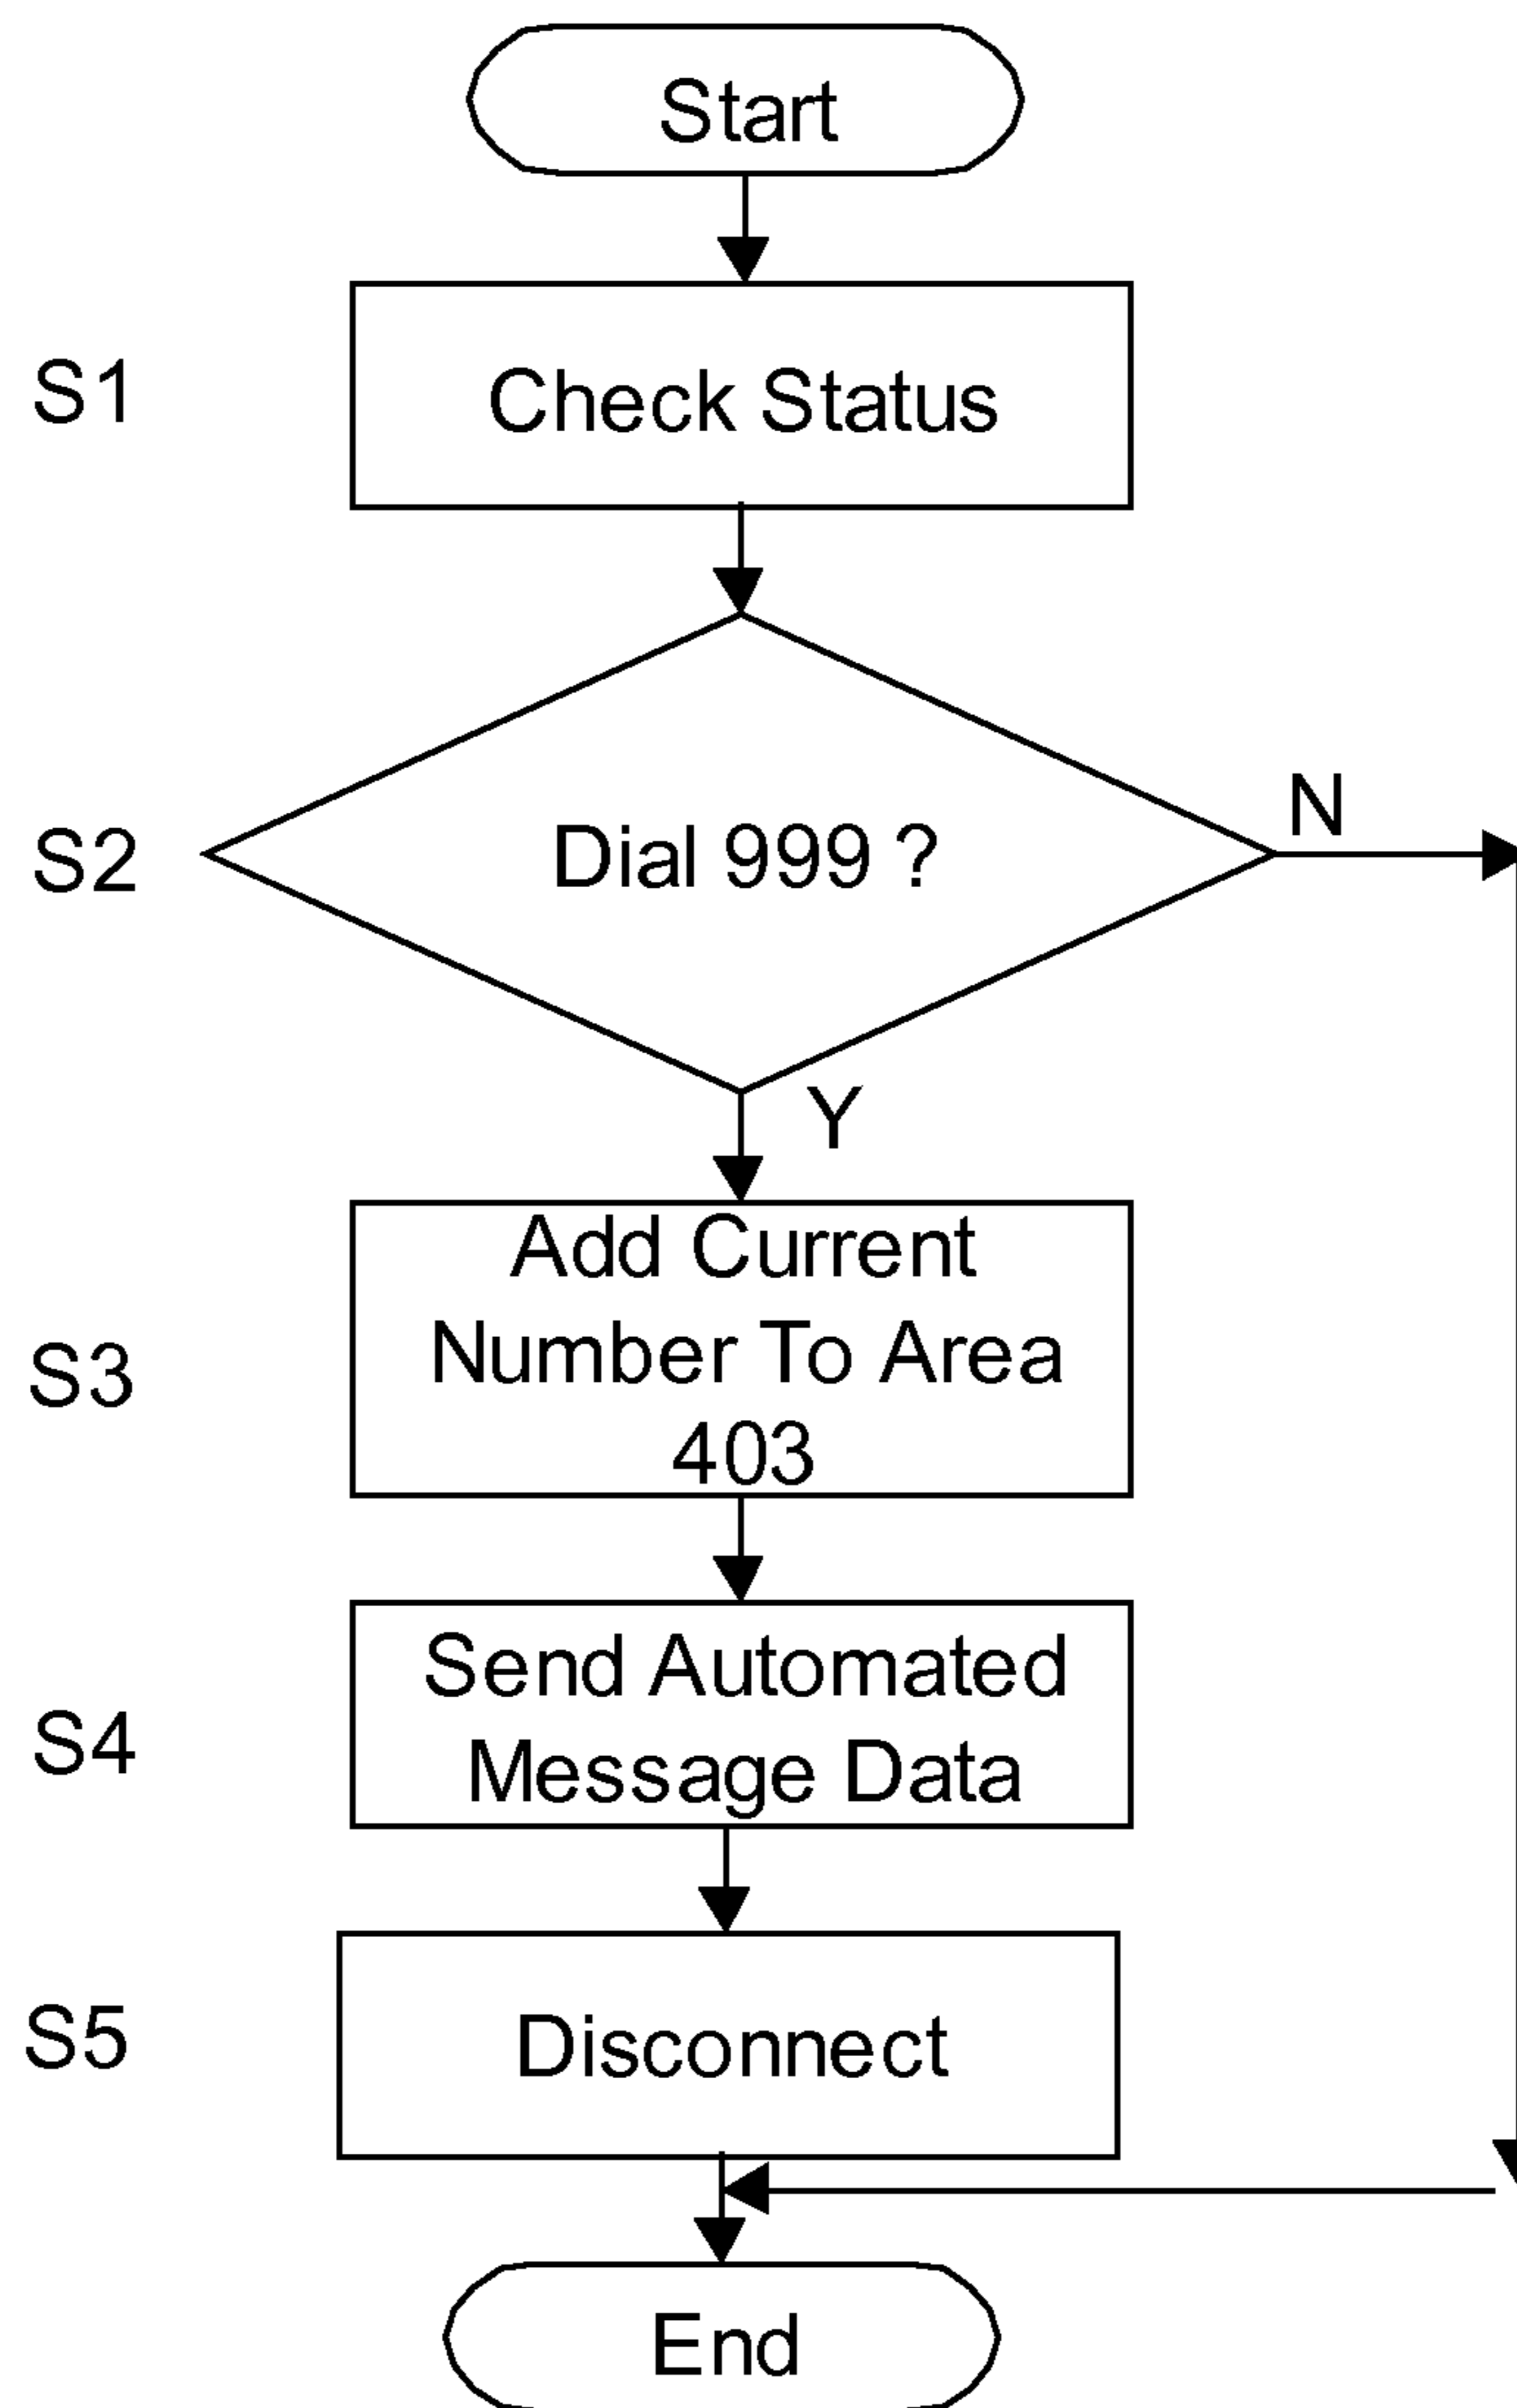 Start
S1
Check Status
S2
Dial 999 ?
N
Y
S3
Add Current
Number To Area
403
S4
Send Automated
Message Data
S5
Disconnect
End